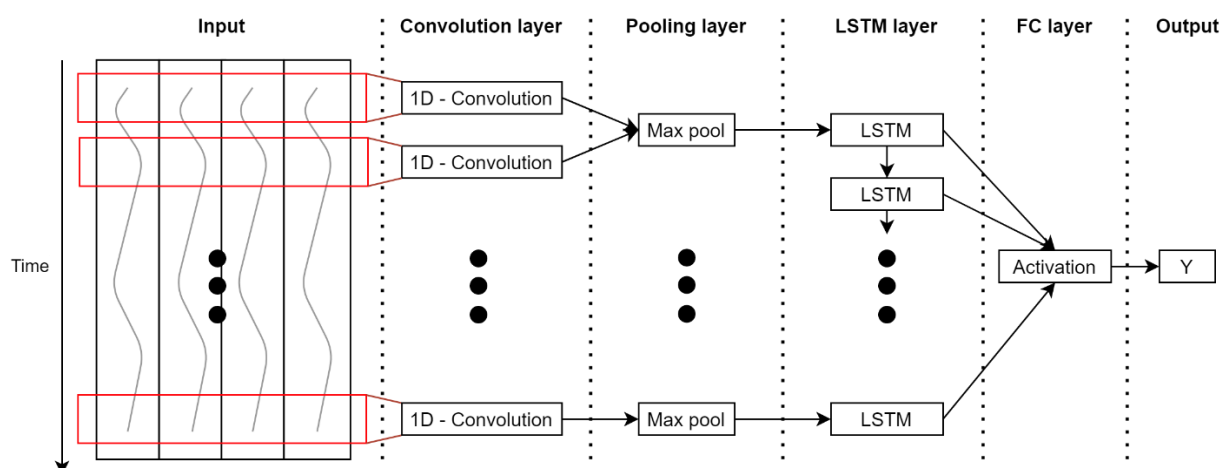 Input
Convolution layer
Pooling layer
LSTM layer
FC layer
Output
1D - Convolution
Max pool
LSTM
1D - Convolution
LSTM
Time
Activation
Y
1D - Convolution
Max pool
LSTM